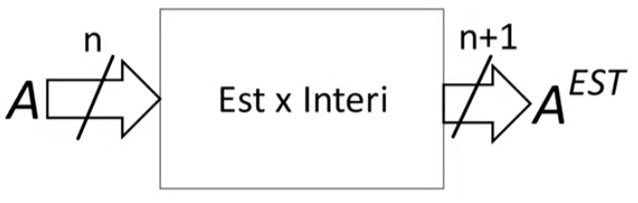 n
n+1
A
Est x Interi
A^EST